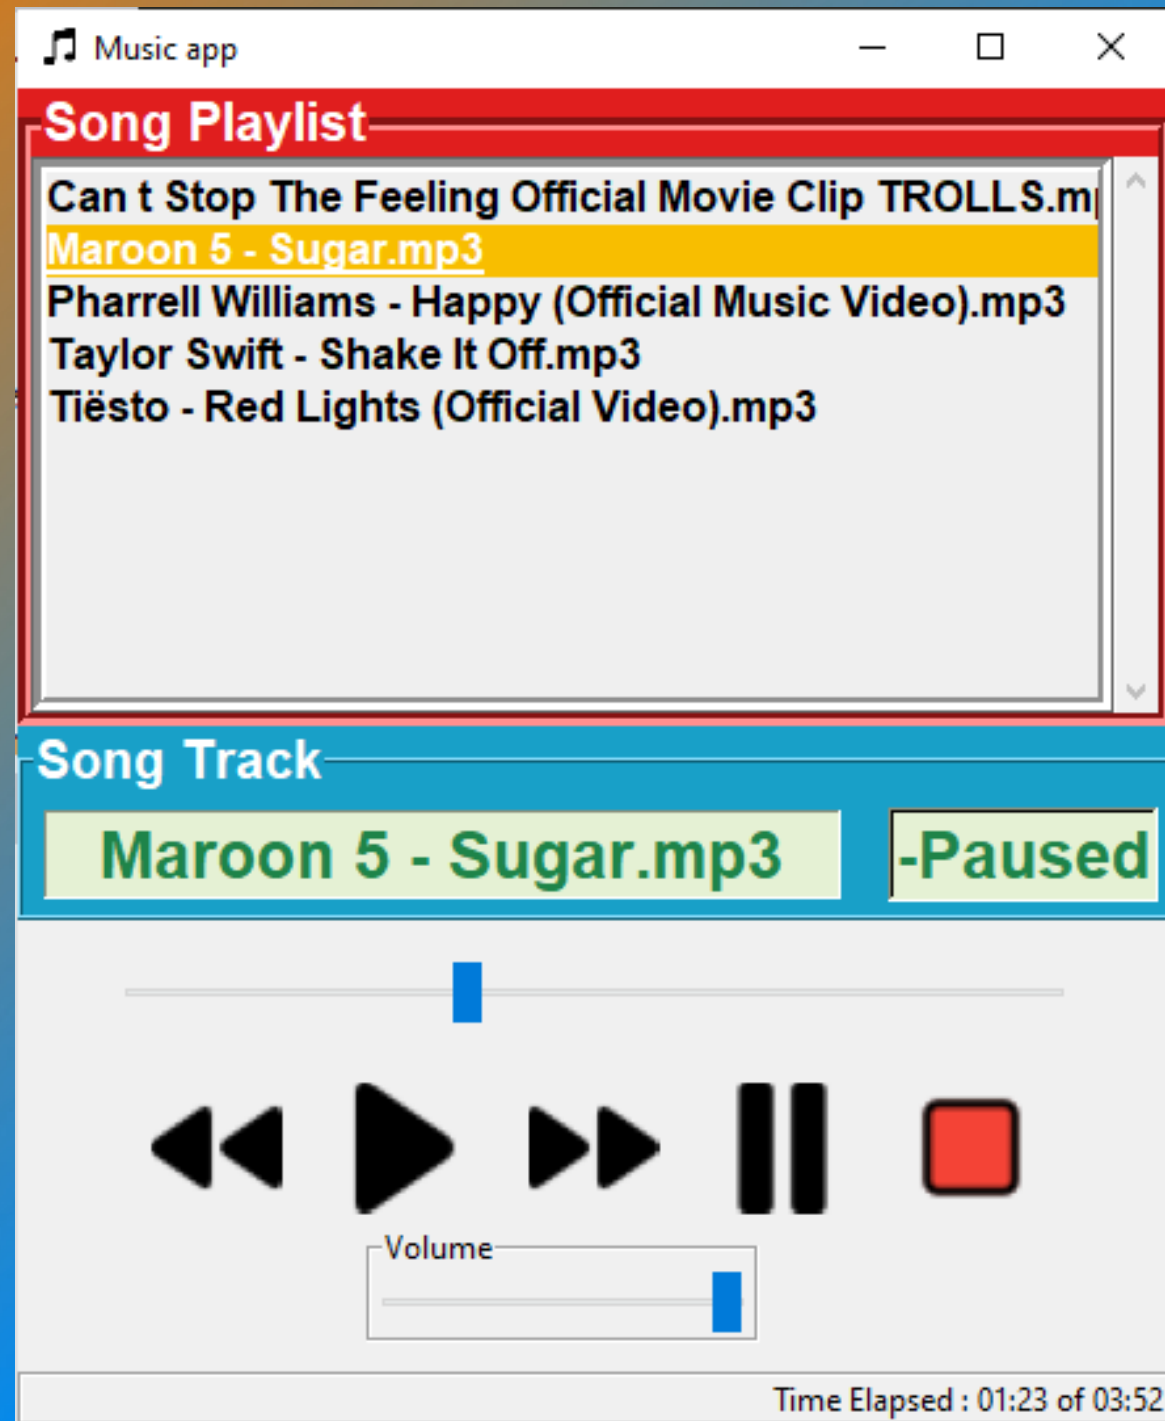 Music app
Song Playlist
Can t Stop The Feeling Official Movie Clip TROLLS.mp
Maroon 5 - Sugar.mp3
Pharrell Williams - Happy (Official Music Video).mp3
Taylor Swift - Shake It Off.mp3
Tiësto - Red Lights (Official Video).mp3
Song Track
Maroon 5 - Sugar.mp3 -Paused
Volume
Time Elapsed : 01:23 of 03:52